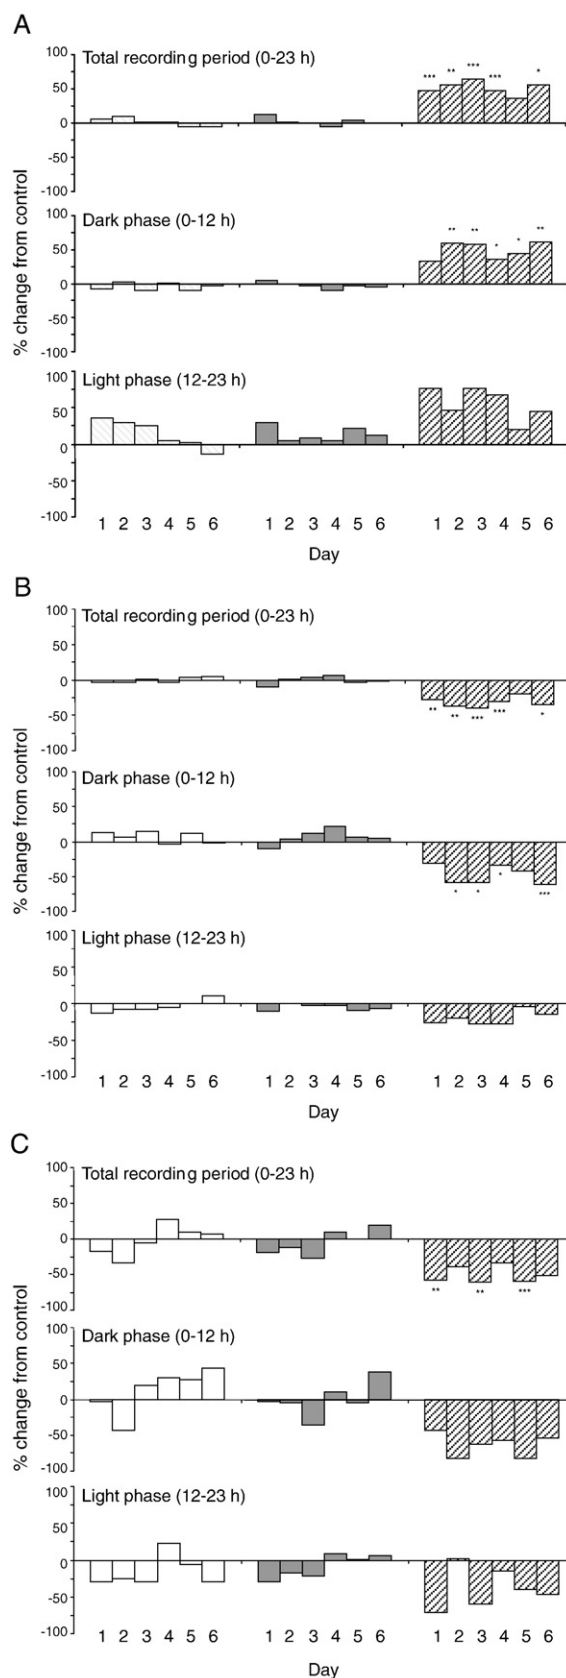 A
Total recording period (0-23 h)
100
50
0
-50
-100
*** ** *** *** *
Dark phase (0-12 h)
100
50
0
-50
-100
** ** * * **
Light phase (12-23 h)
100
50
0
-50
-100
% change from control
1 2 3 4 5 6 1 2 3 4 5 6 1 2 3 4 5 6
Day
B
Total recording period (0-23 h)
100
50
0
-50
-100
** ** *** *** *
Dark phase (0-12 h)
100
50
0
-50
-100
* * * ***
Light phase (12-23 h)
100
50
0
-50
-100
% change from control
1 2 3 4 5 6 1 2 3 4 5 6 1 2 3 4 5 6
Day
C
Total recording period (0-23 h)
100
50
0
-50
-100
** ** ***
Dark phase (0-12 h)
100
50
0
-50
-100
Light phase (12-23 h)
100
50
0
-50
-100
% change from control
1 2 3 4 5 6 1 2 3 4 5 6 1 2 3 4 5 6
Day